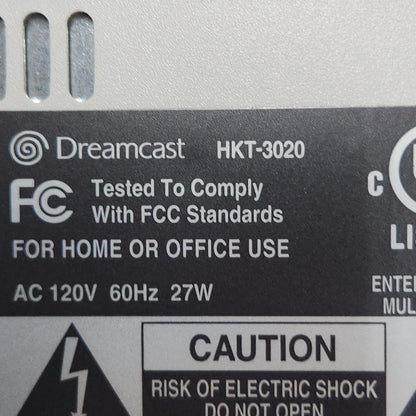 Dreamcast HKT-3020
FC Tested To Comply
With FCC Standards
FOR HOME OR OFFICE USE
AC 120V 60Hz 27W
C
CAUTION
RISK OF ELECTRIC SHOCK
DO NOT OPEN